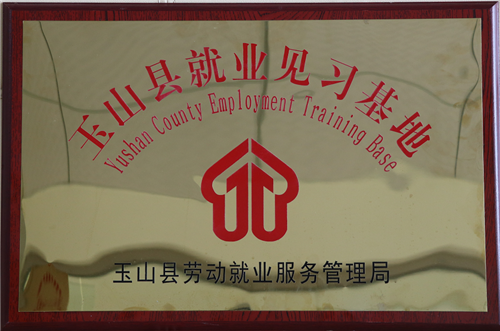 玉山县就业见习基地
Yushan County Employment Training Base
玉山县劳动就业服务管理局